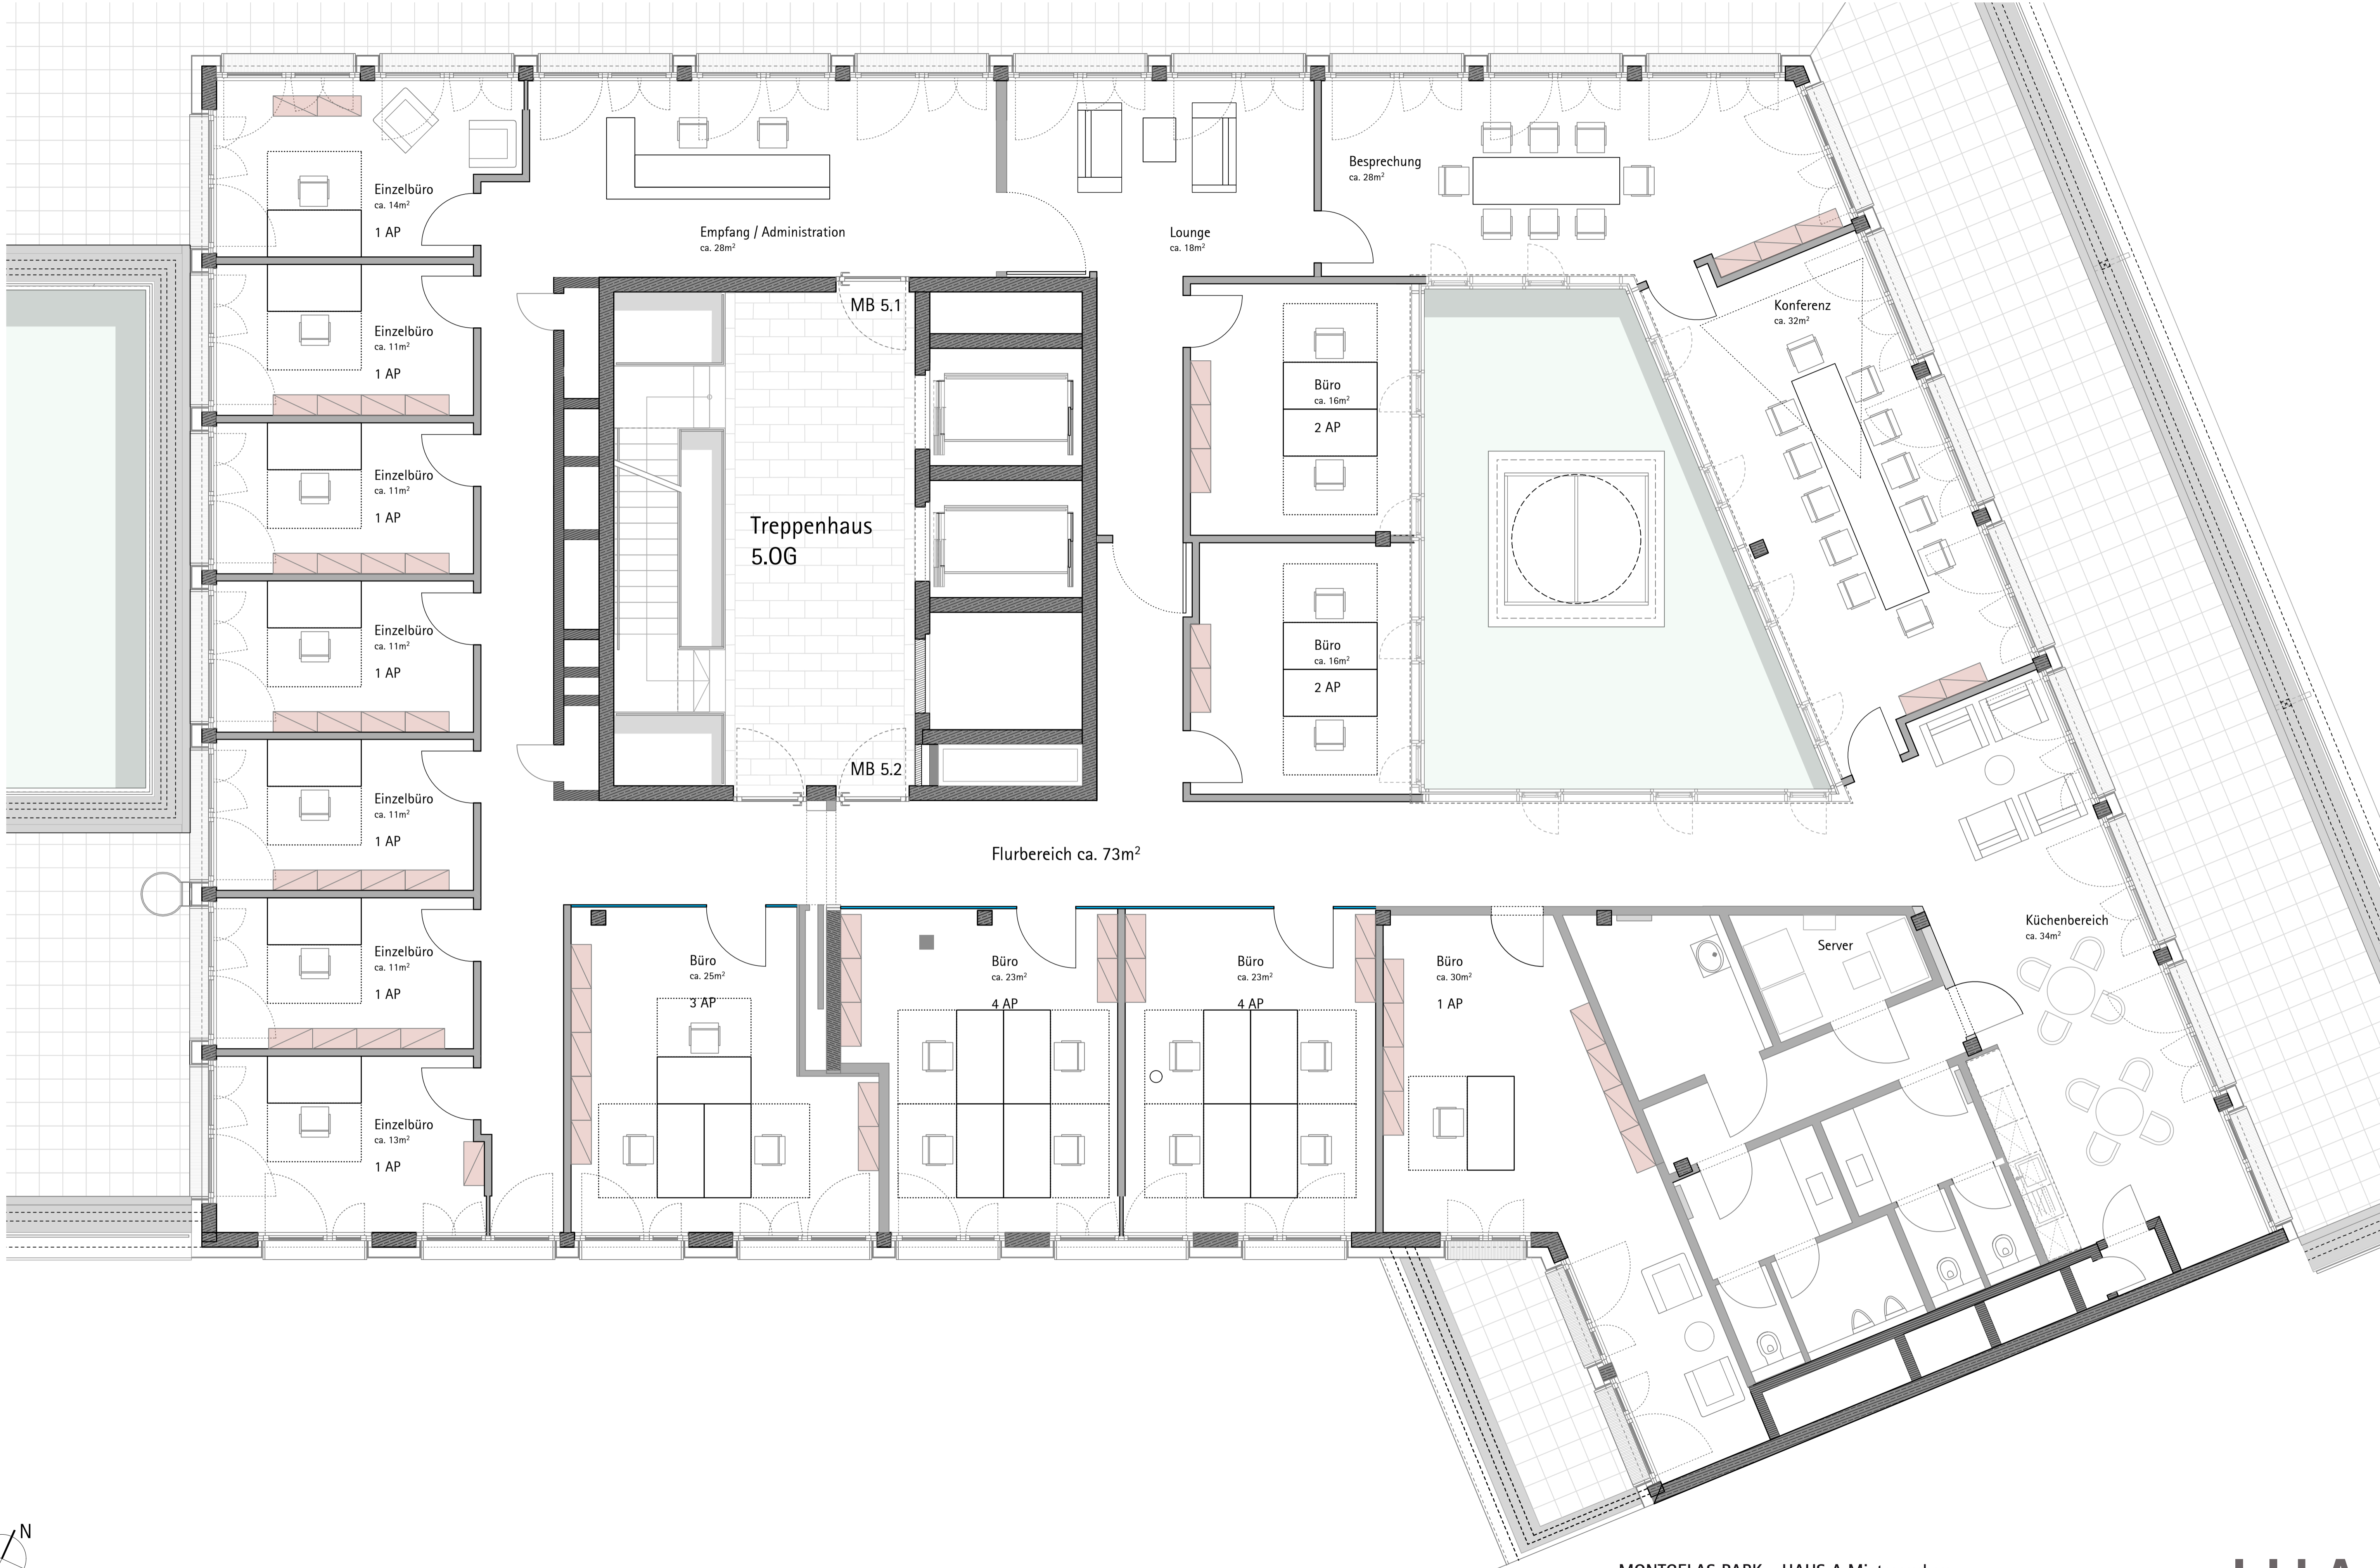 Besprechung
ca. 28m²
Einzelbüro
ca. 14m²
1 AP
Empfang / Administration
ca. 28m²
Lounge
ca. 18m²
MB 5.1
Konferenz
ca. 32m²
Einzelbüro
ca. 11m²
1 AP
Büro
ca. 16m²
2 AP
Einzelbüro
ca. 11m²
1 AP
Treppenhaus
5.OG
Einzelbüro
ca. 11m²
1 AP
Büro
ca. 16m²
2 AP
MB 5.2
Einzelbüro
ca. 11m²
1 AP
Flurbereich ca. 73m²
Küchenbereich
ca. 34m²
Server
Einzelbüro
ca. 11m²
1 AP
Büro
ca. 25m²
3 AP
Büro
ca. 23m²
4 AP
Büro
ca. 23m²
4 AP
Büro
ca. 30m²
1 AP
Einzelbüro
ca. 13m²
1 AP
N